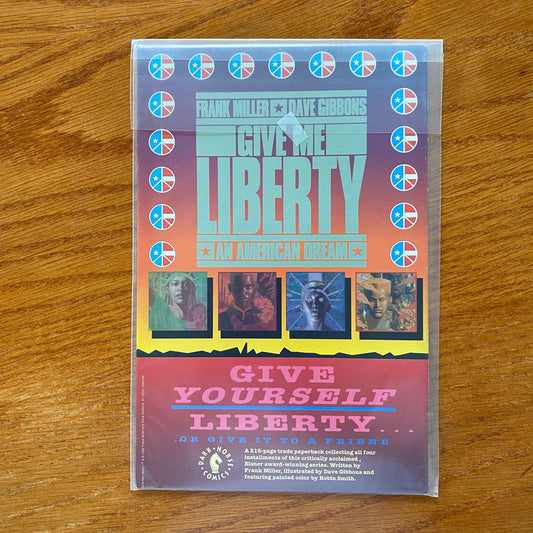 FRANK MILLER ★ DAVE GIBBONS
GIVE ME
LIBERTY
★ AN AMERICAN DREAM ★
GIVE
YOURSELF
LIBERTY...
..OR GIVE IT TO A FRIEND
DARK HORSE
COMICS
A 216-page trade paperback collecting all four
installments of this critically acclaimed,
Eisner award-winning series. Written by
Frank Miller, illustrated by Dave Gibbons and
featuring painted color by Robin Smith.